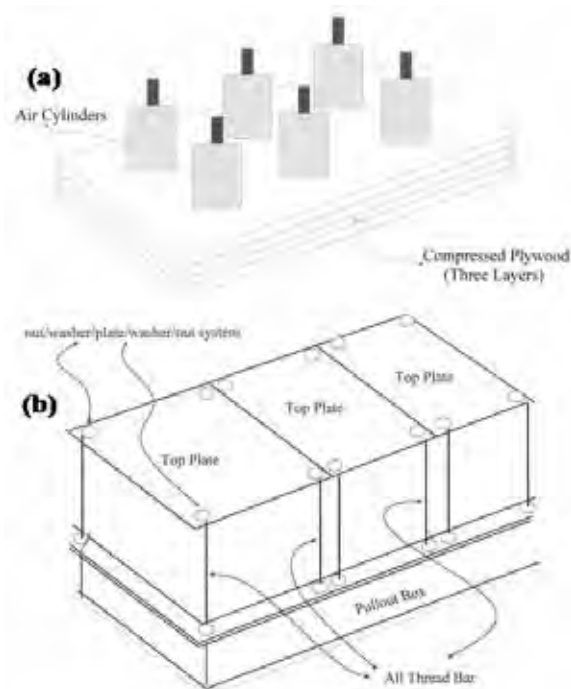 (a)
Air Cylinders
Compressed Plywood
(Three Layers)
nut/washer/plate/washer/nut system
(b)
Top Plate
Top Plate
Top Plate
Pullout Box
All Thread Bar